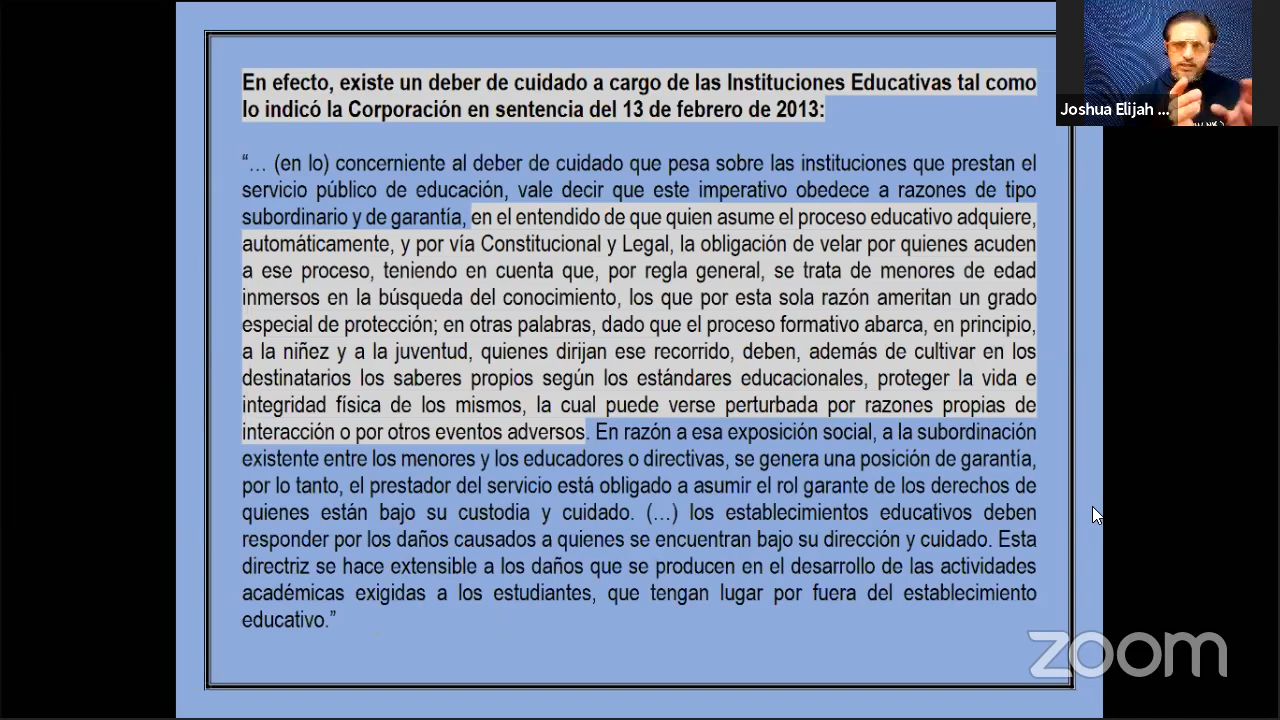 En efecto, existe un deber de cuidado a cargo de las Instituciones Educativas tal como
lo indicó la Corporación en sentencia del 13 de febrero de 2013:
“… (en lo) concerniente al deber de cuidado que pesa sobre las instituciones que prestan el
servicio público de educación, vale decir que este imperativo obedece a razones de tipo
subordinario y de garantía, en el entendido de que quien asume el proceso educativo adquiere,
automáticamente, y por vía Constitucional y Legal, la obligación de velar por quienes acuden
a ese proceso, teniendo en cuenta que, por regla general, se trata de menores de edad
inmersos en la búsqueda del conocimiento, los que por esta sola razón ameritan un grado
especial de protección; en otras palabras, dado que el proceso formativo abarca, en principio,
a la niñez y a la juventud, quienes dirijan ese recorrido, deben, además de cultivar en los
destinatarios los saberes propios según los estándares educacionales, proteger la vida e
integridad física de los mismos, la cual puede verse perturbada por razones propias de
interacción o por otros eventos adversos. En razón a esa exposición social, a la subordinación
existente entre los menores y los educadores o directivas, se genera una posición de garantía,
por lo tanto, el prestador del servicio está obligado a asumir el rol garante de los derechos de
quienes están bajo su custodia y cuidado. (…) los establecimientos educativos deben
responder por los daños causados a quienes se encuentran bajo su dirección y cuidado. Esta
directriz se hace extensible a los daños que se producen en el desarrollo de las actividades
académicas exigidas a los estudiantes, que tengan lugar por fuera del establecimiento
educativo.”
Joshua Elijah ...
zoom